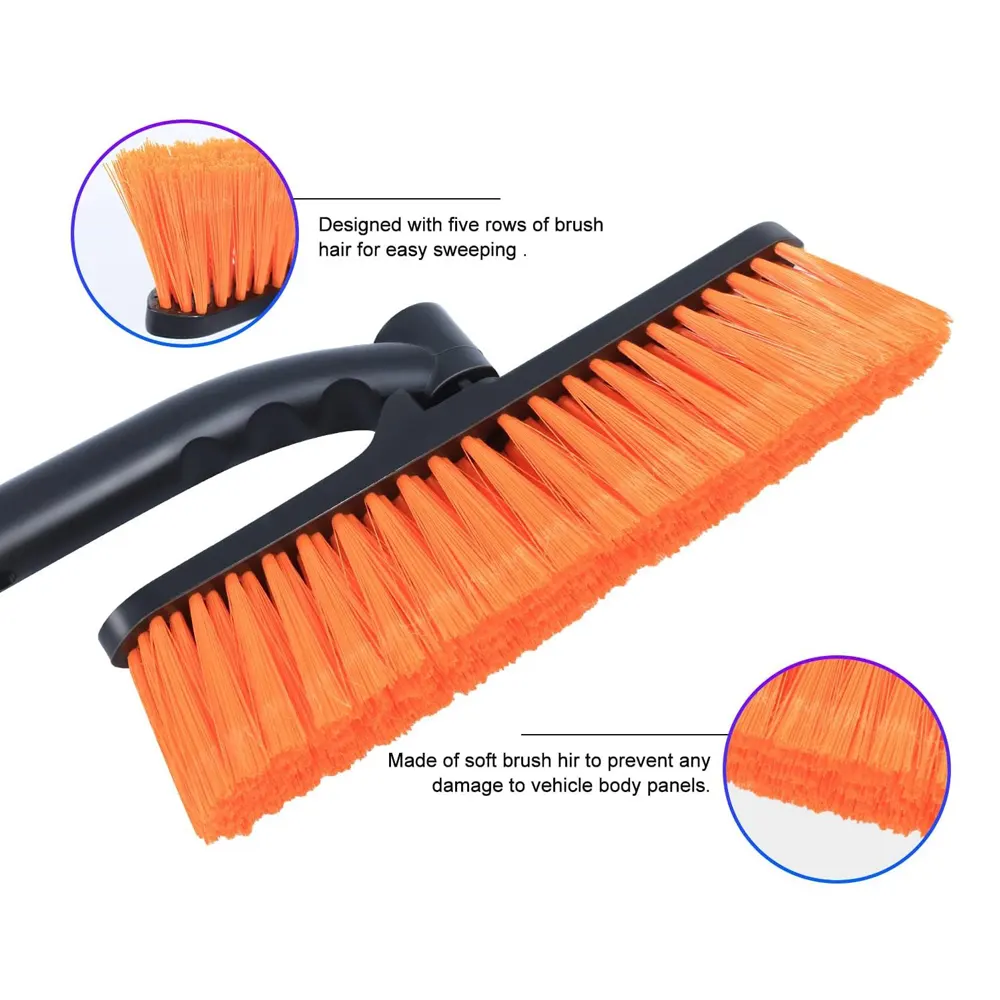 Designed with five rows of brush
hair for easy sweeping .
Made of soft brush hir to prevent any
damage to vehicle body panels.